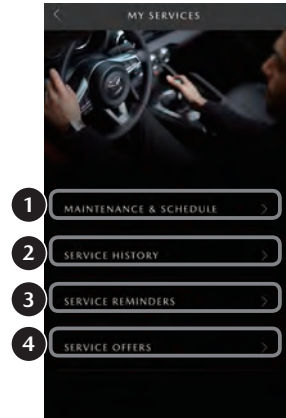 MY SERVICES
1 MAINTENANCE & SCHEDULE
2 SERVICE HISTORY
3 SERVICE REMINDERS
4 SERVICE OFFERS